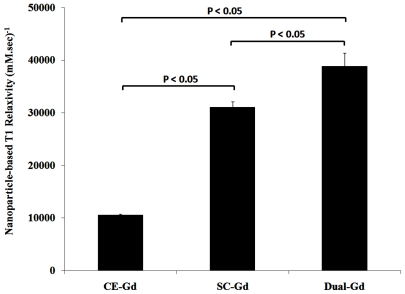 P < 0.05
P < 0.05
P < 0.05
Nanoparticle-based T1 Relaxivity (mM.sec)⁻¹
50000
40000
30000
20000
10000
0
CE-Gd SC-Gd Dual-Gd